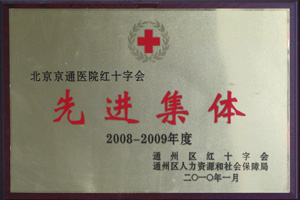 北京京通医院红十字会
先进集体
2008-2009年度
通州区红十字会
通州区人力资源和社会保障局
二〇一〇年一月